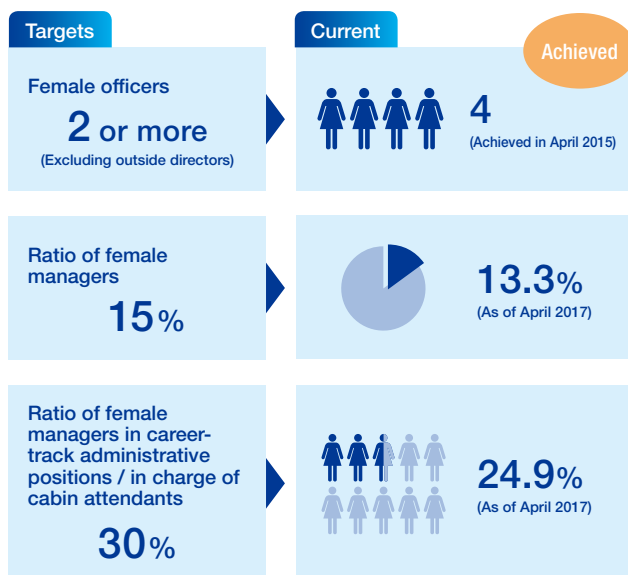 Targets
Current
Achieved
Female officers
2 or more
(Excluding outside directors)
4
(Achieved in April 2015)
Ratio of female
managers
15%
13.3%
(As of April 2017)
Ratio of female
managers in career-
track administrative
positions / in charge of
cabin attendants
30%
24.9%
(As of April 2017)